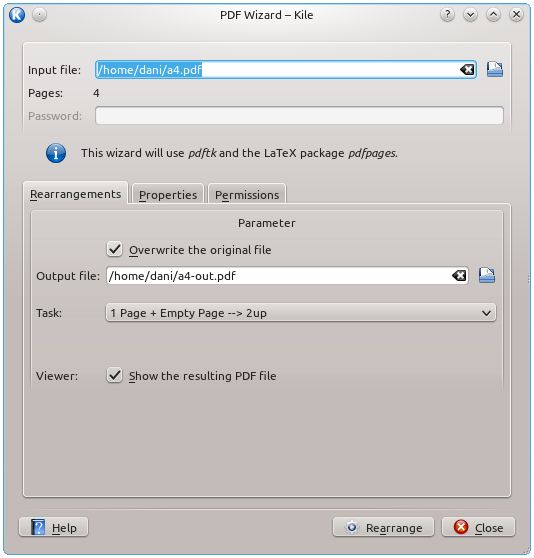 PDF Wizard – Kile
Input file: /home/dani/a4.pdf
Pages: 4
Password:
This wizard will use pdftk and the LaTeX package pdfpages.
Rearrangements Properties Permissions
Parameter
Overwrite the original file
Output file: /home/dani/a4-out.pdf
Task: 1 Page + Empty Page --> 2up
Viewer: Show the resulting PDF file
Help Rearrange Close